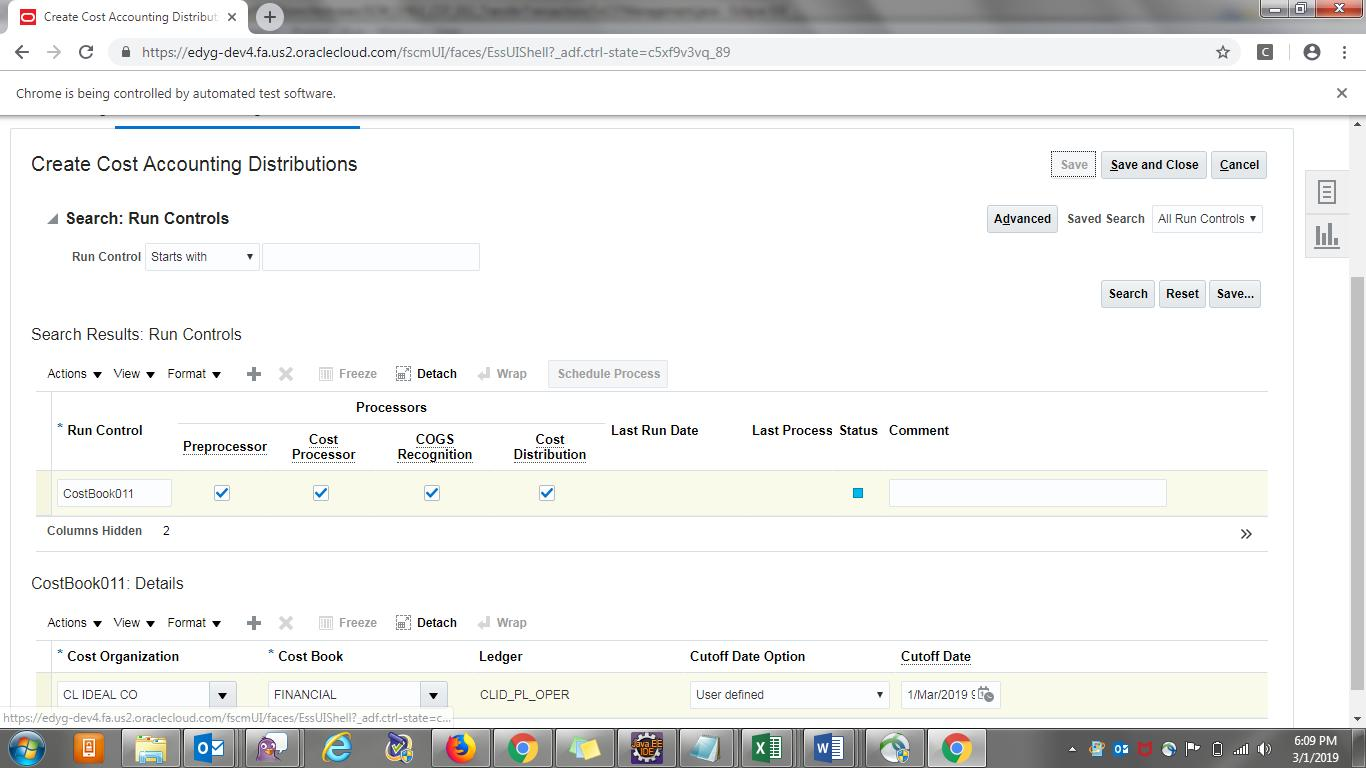 Create Cost Accounting Distribut
https://edyg-dev4.fa.us2.oraclecloud.com/fscmUI/faces/EssUIShell?_adf.ctrl-state=c5xf9v3vq_89
C
Chrome is being controlled by automated test software.
Create Cost Accounting Distributions
Save Save and Close Cancel
Search: Run Controls
Advanced Saved Search All Run Controls
Run Control Starts with
Search Reset Save...
Search Results: Run Controls
Actions View Format Freeze Detach Wrap Schedule Process
Processors
* Run Control Preprocessor Cost Processor COGS Recognition Cost Distribution Last Run Date Last Process Status Comment
CostBook011
Columns Hidden 2
CostBook011: Details
Actions View Format Freeze Detach Wrap
* Cost Organization * Cost Book Ledger Cutoff Date Option Cutoff Date
CL IDEAL CO FINANCIAL CLID_PL_OPER User defined 1/Mar/2019
https://edyg-dev4.fa.us2.oraclecloud.com/fscmUI/faces/EssUIShell?_adf.ctrl-state=c...
Java EE
IDE
6:09 PM
3/1/2019